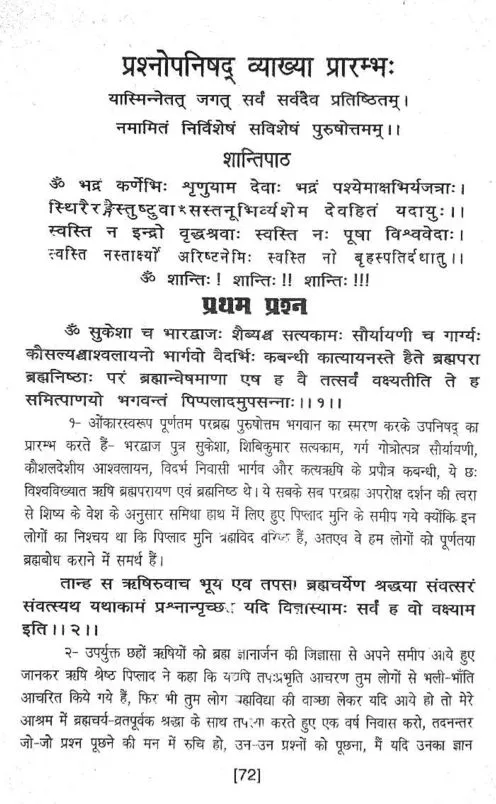 प्रश्नोपनिषद् व्याख्या प्रारम्भः
यास्मिन्नेतत् जगत् सर्वं सर्वदैव प्रतिष्ठितम्।
नमामितं निर्विशेषं सविशेषं पुरुषोत्तमम्।।
शान्तिपाठ
ॐ भद्रं कर्णेभिः शृणुयाम देवाः भद्रं पश्येमाक्षभिर्यजत्राः।
स्थिरैरङ्गैस्तुष्टुवाꣳसस्तनूभिर्व्यशेम देवहितं यदायुः।।
स्वस्ति न इन्द्रो वृद्धश्रवाः स्वस्ति नः पूषा विश्ववेदाः।
स्वस्ति नस्तार्क्ष्यो अरिष्टनेमिः स्वस्ति नो बृहस्पतिर्दधातु।।
ॐ शान्तिः! शान्तिः!! शान्तिः!!!
प्रथम प्रश्न
ॐ सुकेशा च भारद्वाजः शैब्यश्च सत्यकामः सौर्यायणी च गार्ग्यः
कौसल्यश्चाश्वलायनो भार्गवो वैदर्भिः कबन्धी कात्यायनस्ते हैते ब्रह्मपरा
ब्रह्मनिष्ठाः परं ब्रह्मान्वेषमाणा एष ह वै तत्सर्वं वक्ष्यतीति ते ह
समित्पाणयो भगवन्तं पिप्पलादमुपसन्नाः।।१।।
१- ओंकारस्वरूप पूर्णतम परब्रह्म पुरुषोत्तम भगवान का स्मरण करके उपनिषद् का
प्रारम्भ करते हैं- भरद्वाज पुत्र सुकेशा, शिबिकुमार सत्यकाम, गर्ग गोत्रोत्पन्न सौर्यायणी,
कौशलदेशीय आश्वलायन, विदर्भ निवासी भार्गव और कत्यऋषि के प्रपौत्र कबन्धी, ये छः
विश्वविख्यात ऋषि ब्रह्मपरायण एवं ब्रह्मनिष्ठ थे। ये सबके सब परब्रह्म अपरोक्ष दर्शन की त्वरा
से शिष्य के वेश के अनुसार समिधा हाथ में लिए हुए पिप्लाद मुनि के समीप गये क्योंकि इन
लोगों का निश्चय था कि पिप्लाद मुनि ब्रह्मविद वरिष्ठ हैं, अतएव वे हम लोगों को पूर्णतया
ब्रह्मबोध कराने में समर्थ हैं।
तान्ह स ऋषिरुवाच भूय एव तपसा ब्रह्मचर्येण श्रद्धया संवत्सरं
संवत्स्यथ यथाकामं प्रश्नान्पृच्छत यदि विज्ञास्यामः सर्वं ह वो वक्ष्याम
इति।।२।।
२- उपर्युक्त छहों ऋषियों को ब्रह्म ज्ञानार्जन की जिज्ञासा से अपने समीप आये हुए
जानकर ऋषि श्रेष्ठ पिप्लाद ने कहा कि यद्यपि तपःप्रभृति आचरण तुम लोगों से भली-भाँति
आचरित किये गये हैं, फिर भी तुम लोग ब्रह्मविद्या की वाञ्छा लेकर यदि आये हो तो मेरे
आश्रम में ब्रह्मचर्य-व्रतपूर्वक श्रद्धा के साथ तपस्या करते हुए एक वर्ष निवास करो, तदनन्तर
जो-जो प्रश्न पूछने की मन में रुचि हो, उन-उन प्रश्नों को पूछना, मैं यदि उनका ज्ञान
[72]